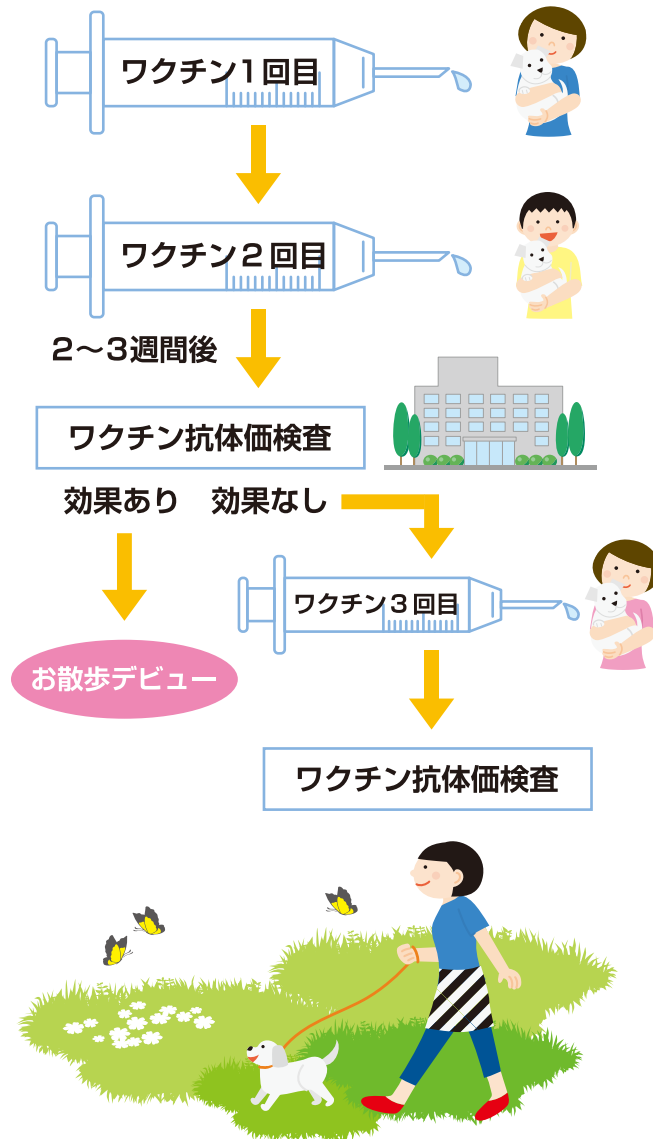 ワクチン1回目
ワクチン2回目
2〜3週間後
ワクチン抗体価検査
効果あり 効果なし
ワクチン3回目
お散歩デビュー
ワクチン抗体価検査